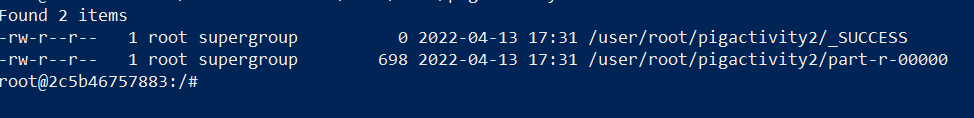 Found 2 items
-rw-r--r--   1 root supergroup          0 2022-04-13 17:31 /user/root/pigactivity2/_SUCCESS
-rw-r--r--   1 root supergroup        698 2022-04-13 17:31 /user/root/pigactivity2/part-r-00000
root@2c5b46757883:/#